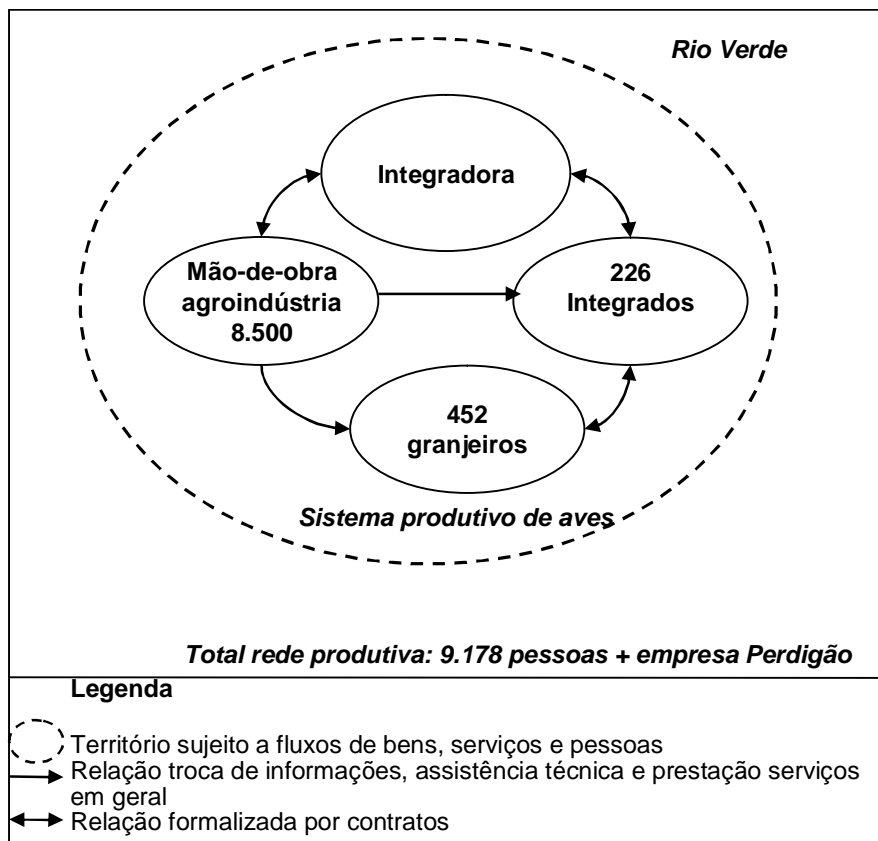 Rio Verde
Integradora
Mão-de-obra
agroindústria
8.500
226
Integrados
452
granjeiros
Sistema produtivo de aves
Total rede produtiva: 9.178 pessoas + empresa Perdigão
Legenda
Território sujeito a fluxos de bens, serviços e pessoas
Relação troca de informações, assistência técnica e prestação serviços
em geral
Relação formalizada por contratos